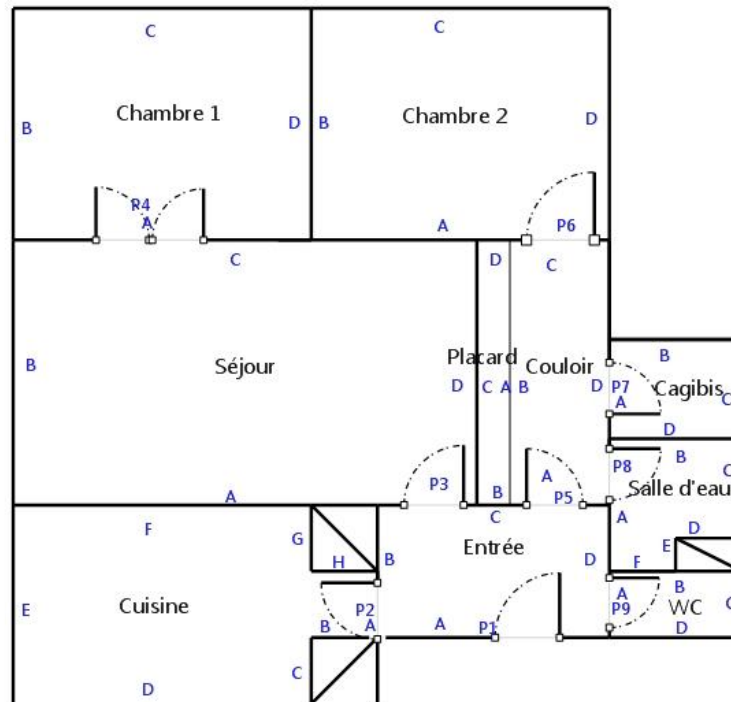 C
C
Chambre 1
Chambre 2
B
D
B
D
P4
A
A
P6
C
D
C
Séjour
Placard
Couloir
B
D
C
A
B
D
P7
A
B
Cagibis
C
D
A
P3
B
A
P5
P8
B
C
Salle d'eau
F
G
H
C
Entrée
B
D
A
D
E
F
E
Cuisine
P2
B
A
A
P1
P9
A
B
WC
C
D
C
D